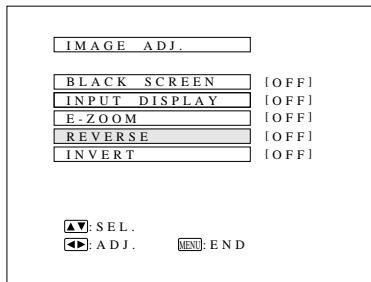 IMAGE ADJ.
BLACK SCREEN [OFF]
INPUT DISPLAY [OFF]
E-ZOOM [OFF]
REVERSE [OFF]
INVERT [OFF]
▲▼:SEL.
◀▶:ADJ. MENU:END